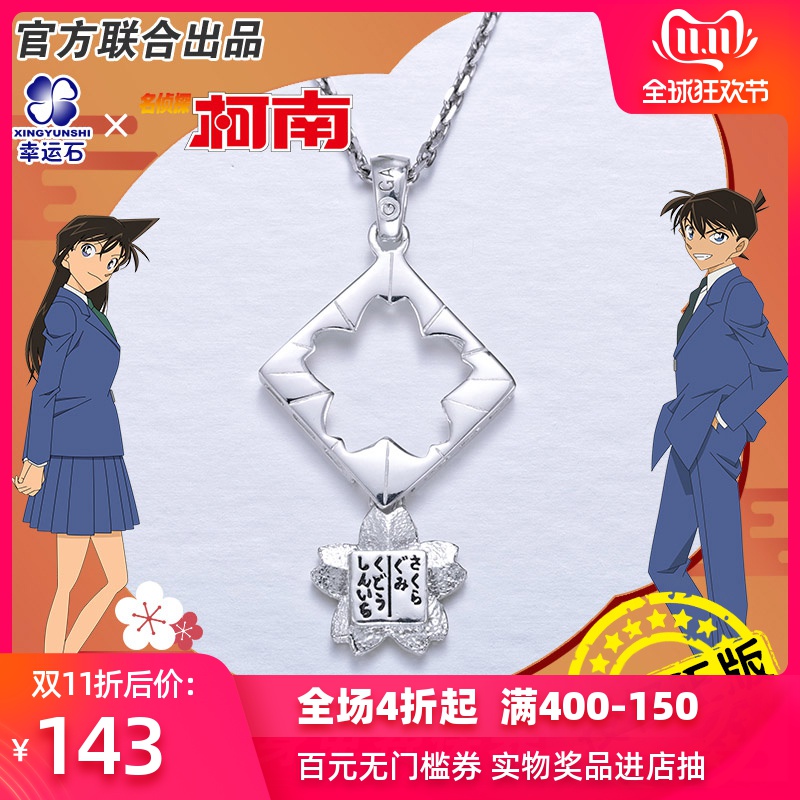 官方联合出品
11.11
全球狂欢节
XINGYUNSHI
幸运石
×
名侦探
柯南
GGA
さくら
ぐみ
くどう
しんいち
正版
双11折后价:
¥143
全场4折起 满400-150
百元无门槛券 实物奖品进店抽